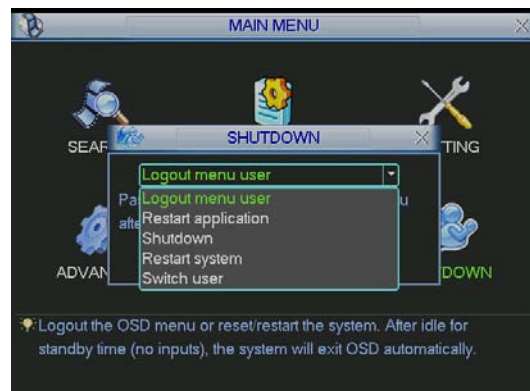 MAIN MENU
SHUTDOWN
SEAR
TING
Logout menu user
Pa
u
Logout menu user
afte
Restart application
Shutdown
Restart system
Switch user
ADVAN
DOWN
Logout the OSD menu or reset/restart the system. After idle for
standby time (no inputs), the system will exit OSD automatically.